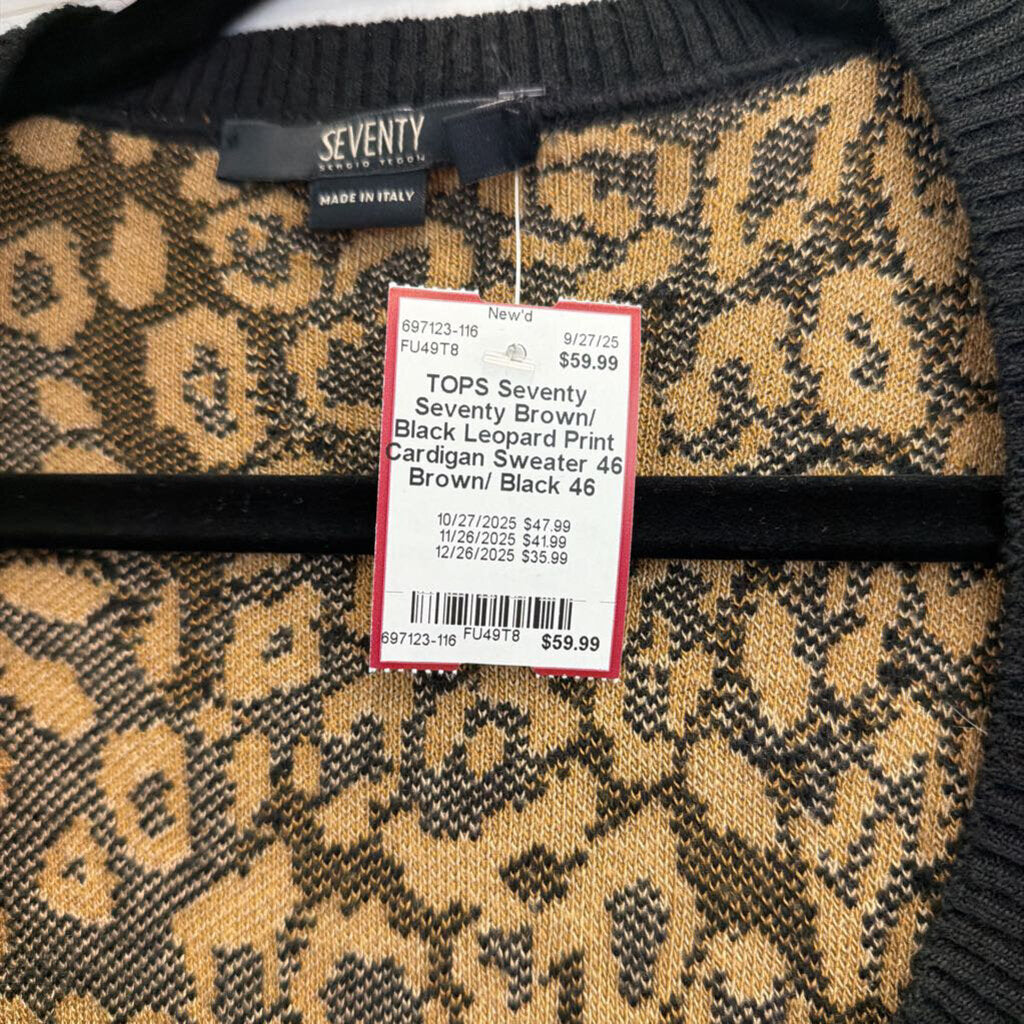 SEVENTY
SERGIO TEGON
MADE IN ITALY
New'd
697123-116 9/27/25
FU49T8 $59.99
TOPS Seventy
Seventy Brown/
Black Leopard Print
Cardigan Sweater 46
Brown/ Black 46
10/27/2025 $47.99
11/26/2025 $41.99
12/26/2025 $35.99
697123-116 FU49T8 $59.99